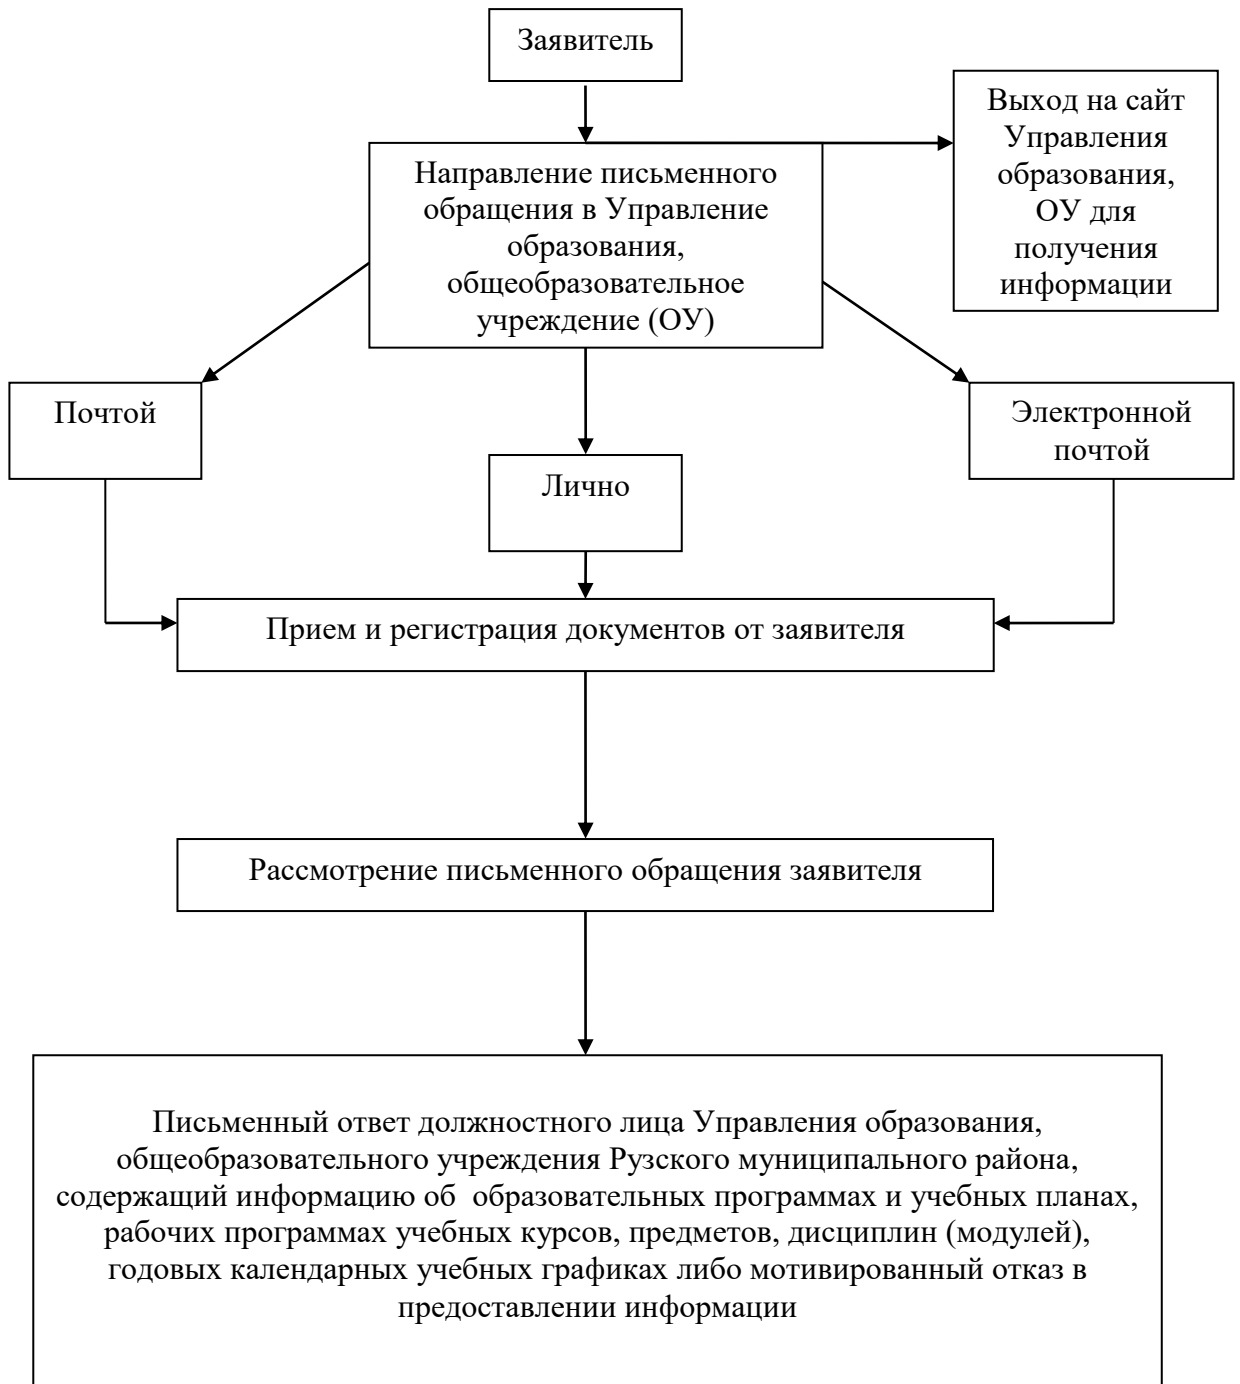 Заявитель
Выход на сайт
Управления
образования,
ОУ для
получения
информации
Направление письменного
обращения в Управление
образования,
общеобразовательное
учреждение (ОУ)
Почтой
Электронной
почтой
Лично
Прием и регистрация документов от заявителя
Рассмотрение письменного обращения заявителя
Письменный ответ должностного лица Управления образования,
общеобразовательного учреждения Рузского муниципального района,
содержащий информацию об  образовательных программах и учебных планах,
рабочих программах учебных курсов, предметов, дисциплин (модулей),
годовых календарных учебных графиках либо мотивированный отказ в
предоставлении информации